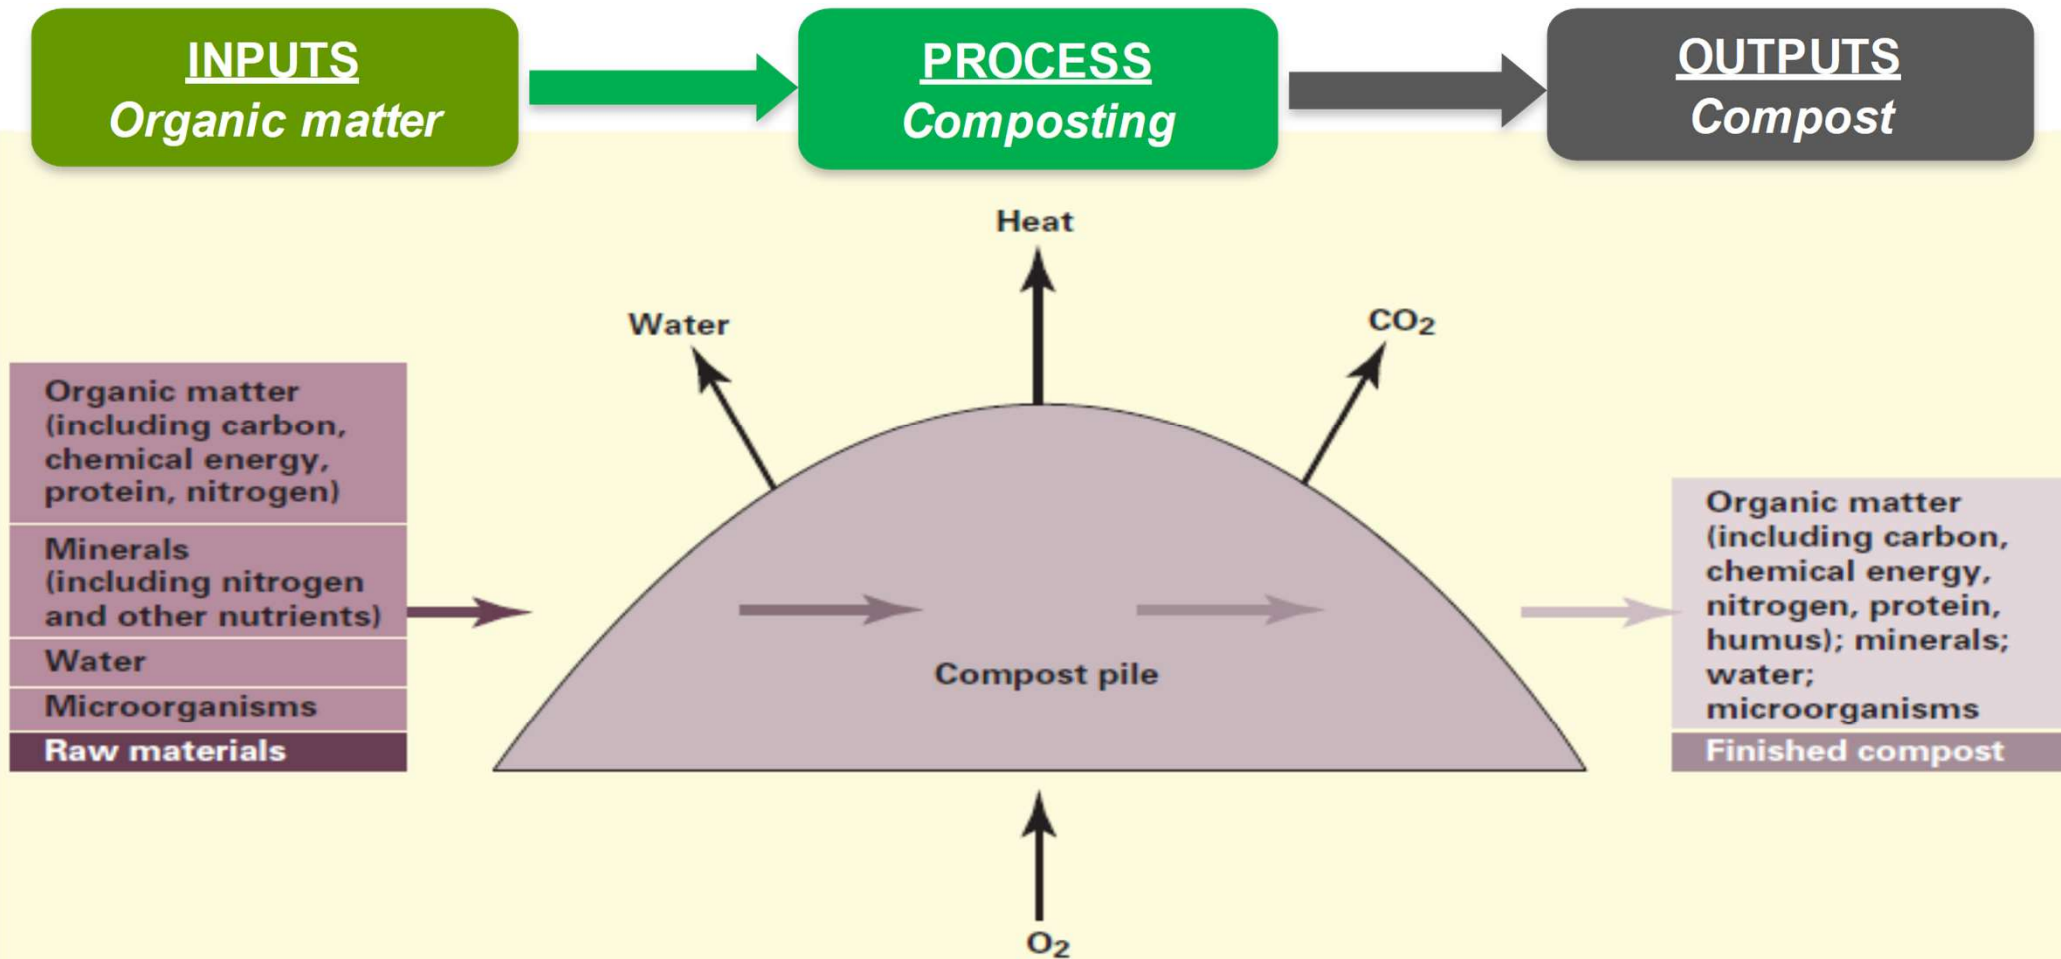 INPUTS
Organic matter
PROCESS
Composting
OUTPUTS
Compost
Heat
Water
CO₂
Organic matter
(including carbon,
chemical energy,
protein, nitrogen)
Minerals
(including nitrogen
and other nutrients)
Water
Microorganisms
Raw materials
Compost pile
Organic matter
(including carbon,
chemical energy,
nitrogen, protein,
humus); minerals;
water;
microorganisms
Finished compost
O₂